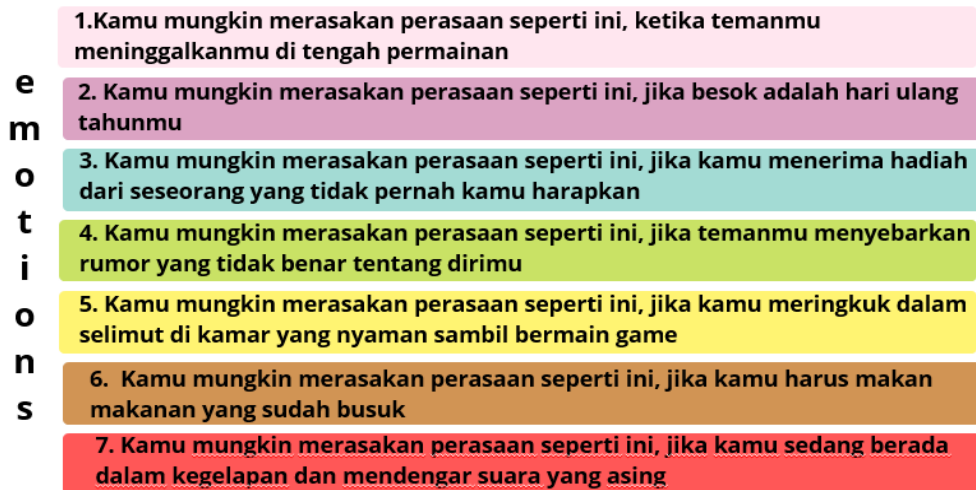 emotions
1.Kamu mungkin merasakan perasaan seperti ini, ketika temanmu
meninggalkanmu di tengah permainan
2. Kamu mungkin merasakan perasaan seperti ini, jika besok adalah hari ulang
tahunmu
3. Kamu mungkin merasakan perasaan seperti ini, jika kamu menerima hadiah
dari seseorang yang tidak pernah kamu harapkan
4. Kamu mungkin merasakan perasaan seperti ini, jika temanmu menyebarkan
rumor yang tidak benar tentang dirimu
5. Kamu mungkin merasakan perasaan seperti ini, jika kamu meringkuk dalam
selimut di kamar yang nyaman sambil bermain game
6. Kamu mungkin merasakan perasaan seperti ini, jika kamu harus makan
makanan yang sudah busuk
7. Kamu mungkin merasakan perasaan seperti ini, jika kamu sedang berada
dalam kegelapan dan mendengar suara yang asing